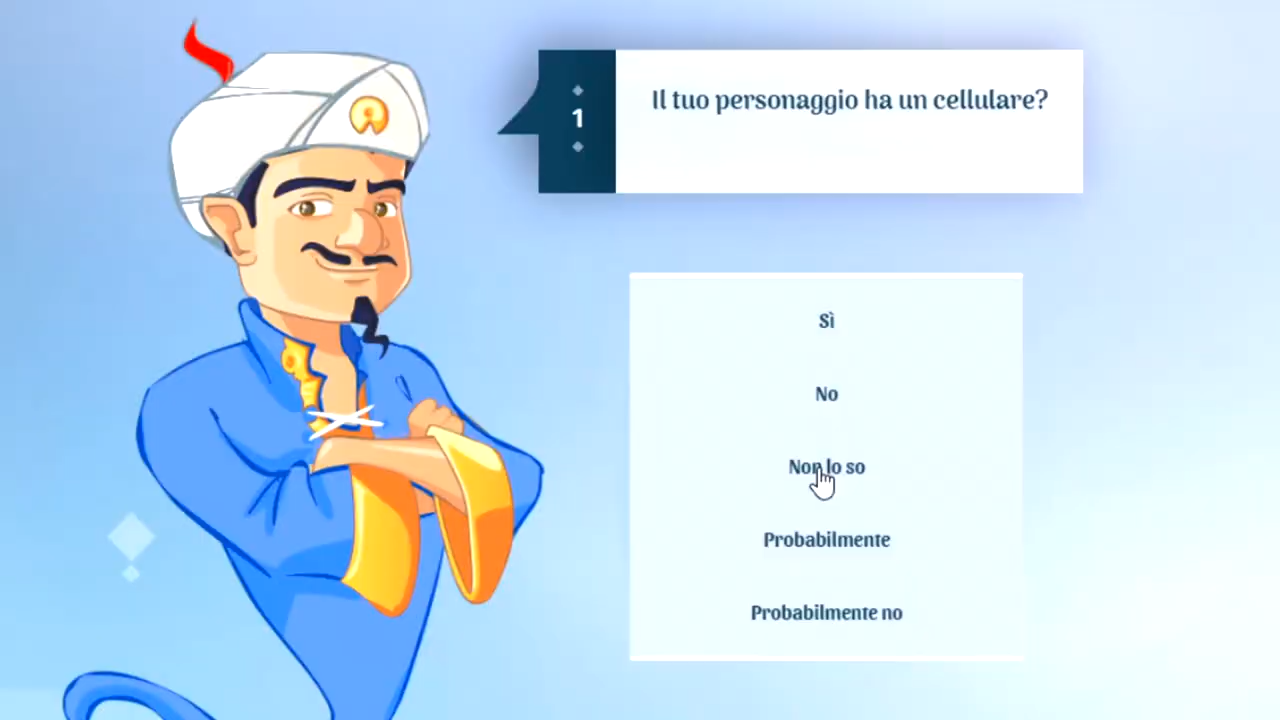 1
Il tuo personaggio ha un cellulare?
Sì
No
Non lo so
Probabilmente
Probabilmente no